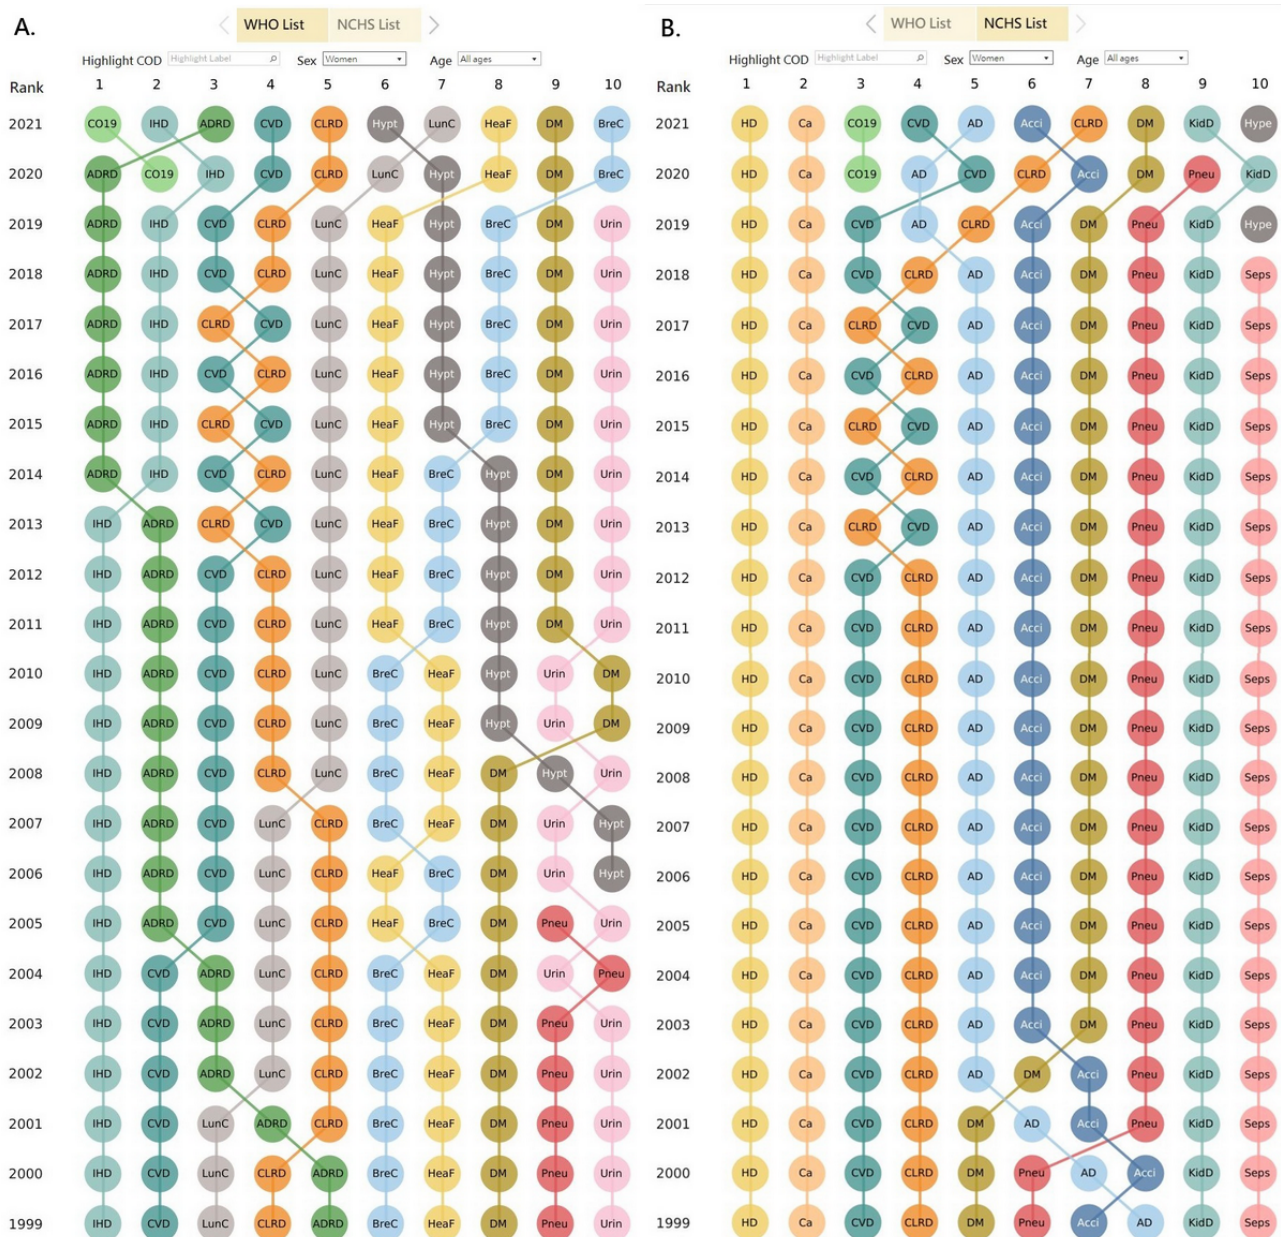 A.
WHO List NCHS List
Highlight COD Highlight Label Sex Women Age All ages
Rank 1 2 3 4 5 6 7 8 9 10
2021 CO19 IHD ADRD CVD CLRD Hypt LunC HeaF DM BreC
2020 ADRD CO19 IHD CVD CLRD LunC Hypt HeaF DM BreC
2019 ADRD IHD CVD CLRD LunC HeaF Hypt BreC DM Urin
2018 ADRD IHD CVD CLRD LunC HeaF Hypt BreC DM Urin
2017 ADRD IHD CLRD CVD LunC HeaF Hypt BreC DM Urin
2016 ADRD IHD CVD CLRD LunC HeaF Hypt BreC DM Urin
2015 ADRD IHD CLRD CVD LunC HeaF Hypt BreC DM Urin
2014 ADRD IHD CVD CLRD LunC HeaF BreC Hypt DM Urin
2013 IHD ADRD CLRD CVD LunC HeaF BreC Hypt DM Urin
2012 IHD ADRD CVD CLRD LunC HeaF BreC Hypt DM Urin
2011 IHD ADRD CVD CLRD LunC HeaF BreC Hypt DM Urin
2010 IHD ADRD CVD CLRD LunC BreC HeaF Hypt Urin DM
2009 IHD ADRD CVD CLRD LunC BreC HeaF Hypt Urin DM
2008 IHD ADRD CVD CLRD LunC BreC HeaF DM Hypt Urin
2007 IHD ADRD CVD LunC CLRD BreC HeaF DM Urin Hypt
2006 IHD ADRD CVD LunC CLRD HeaF BreC DM Urin Hypt
2005 IHD ADRD CVD LunC CLRD HeaF BreC DM Pneu Urin
2004 IHD CVD ADRD LunC CLRD BreC HeaF DM Urin Pneu
2003 IHD CVD ADRD LunC CLRD BreC HeaF DM Pneu Urin
2002 IHD CVD ADRD LunC CLRD BreC HeaF DM Pneu Urin
2001 IHD CVD LunC ADRD CLRD BreC HeaF DM Pneu Urin
2000 IHD CVD LunC CLRD ADRD BreC HeaF DM Pneu Urin
1999 IHD CVD LunC CLRD ADRD BreC HeaF DM Pneu Urin
B.
WHO List NCHS List
Highlight COD Highlight Label Sex Women Age All ages
Rank 1 2 3 4 5 6 7 8 9 10
2021 HD Ca CO19 CVD AD Acci CLRD DM KidD Hype
2020 HD Ca CO19 AD CVD CLRD Acci DM Pneu KidD
2019 HD Ca CVD AD CLRD Acci DM Pneu KidD Hype
2018 HD Ca CVD CLRD AD Acci DM Pneu KidD Seps
2017 HD Ca CLRD CVD AD Acci DM Pneu KidD Seps
2016 HD Ca CVD CLRD AD Acci DM Pneu KidD Seps
2015 HD Ca CLRD CVD AD Acci DM Pneu KidD Seps
2014 HD Ca CVD CLRD AD Acci DM Pneu KidD Seps
2013 HD Ca CLRD CVD AD Acci DM Pneu KidD Seps
2012 HD Ca CVD CLRD AD Acci DM Pneu KidD Seps
2011 HD Ca CVD CLRD AD Acci DM Pneu KidD Seps
2010 HD Ca CVD CLRD AD Acci DM Pneu KidD Seps
2009 HD Ca CVD CLRD AD Acci DM Pneu KidD Seps
2008 HD Ca CVD CLRD AD Acci DM Pneu KidD Seps
2007 HD Ca CVD CLRD AD Acci DM Pneu KidD Seps
2006 HD Ca CVD CLRD AD Acci DM Pneu KidD Seps
2005 HD Ca CVD CLRD AD Acci DM Pneu KidD Seps
2004 HD Ca CVD CLRD AD Acci DM Pneu KidD Seps
2003 HD Ca CVD CLRD AD Acci DM Pneu KidD Seps
2002 HD Ca CVD CLRD AD DM Acci Pneu KidD Seps
2001 HD Ca CVD CLRD DM AD Acci Pneu KidD Seps
2000 HD Ca CVD CLRD DM Pneu AD Acci KidD Seps
1999 HD Ca CVD CLRD DM Pneu Acci AD KidD Seps